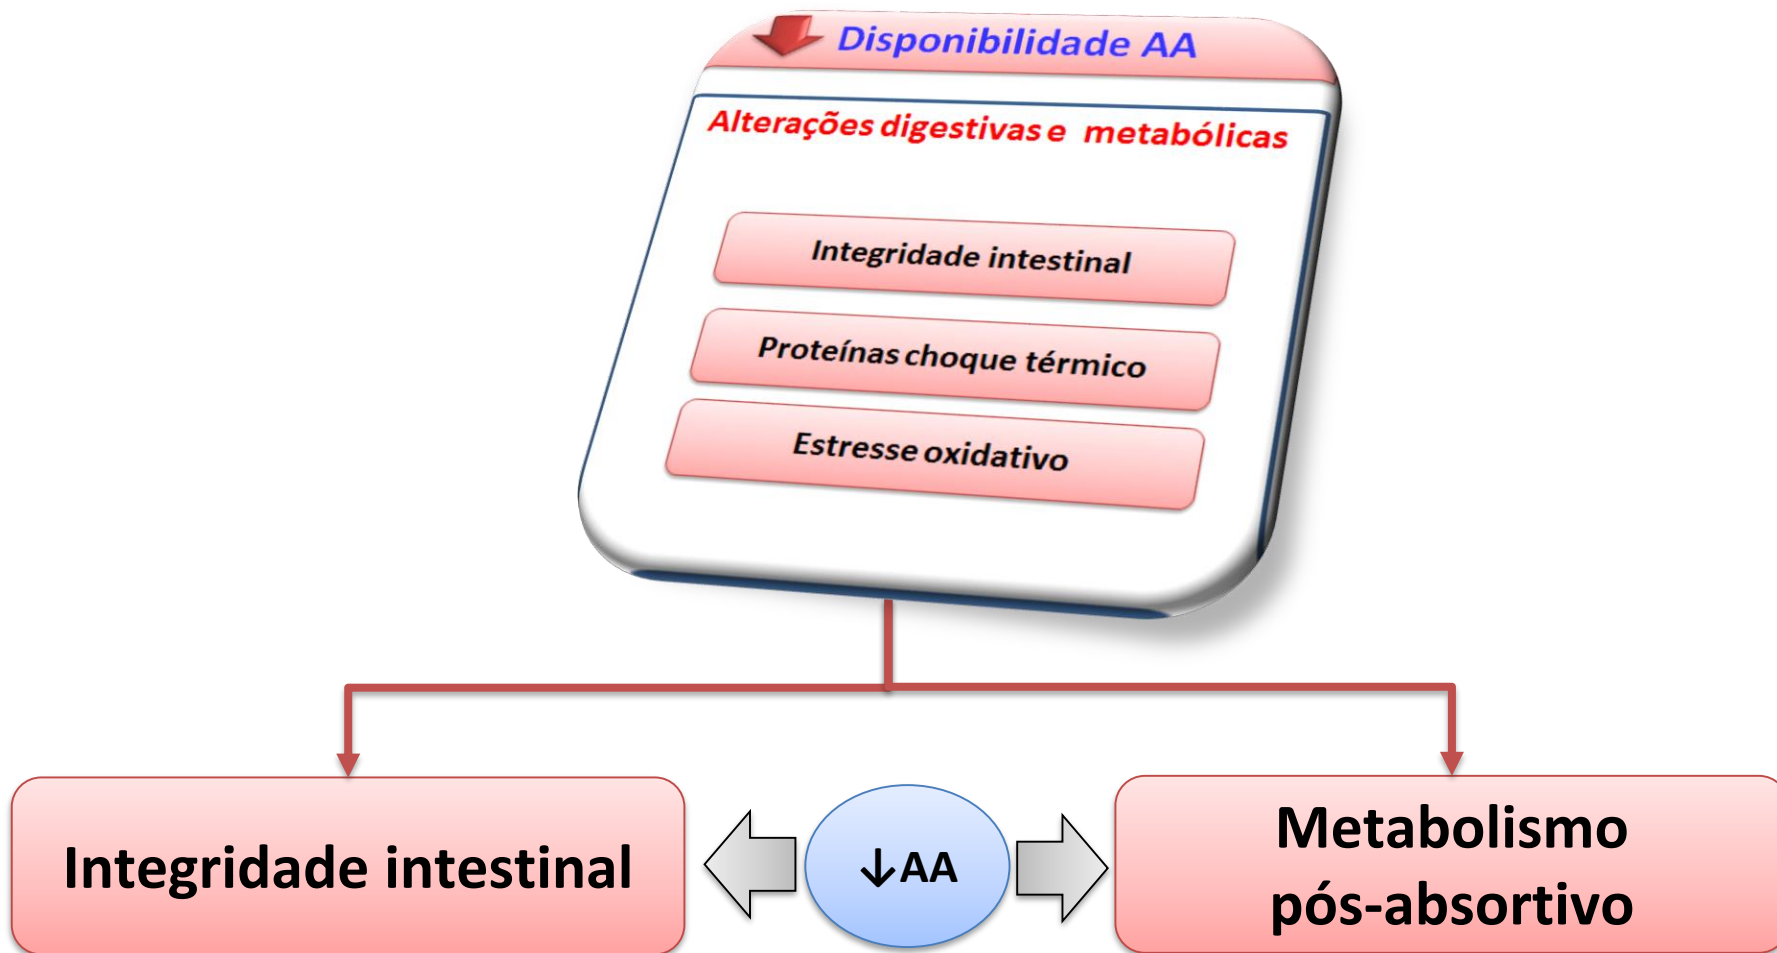 Disponibilidade AA
Alterações digestivas e metabólicas
Integridade intestinal
Proteínas choque térmico
Estresse oxidativo
Integridade intestinal
↓AA
Metabolismo
pós-absortivo